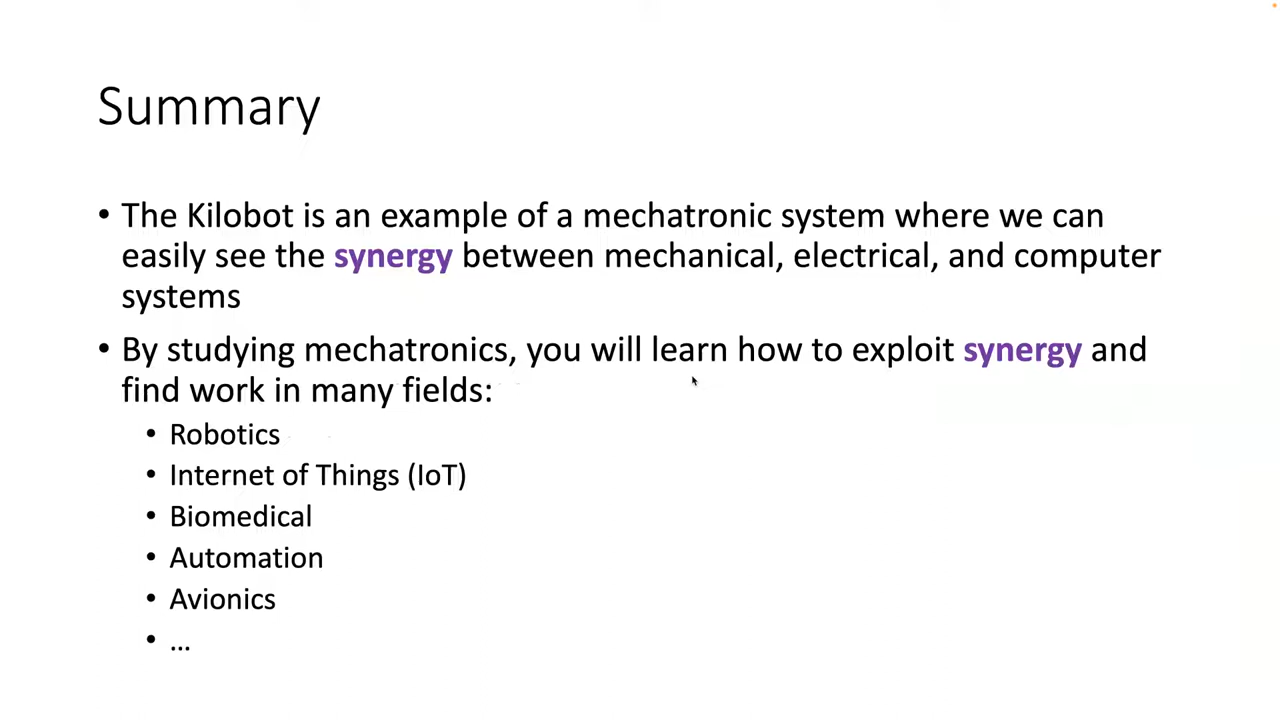 Summary
• The Kilobot is an example of a mechatronic system where we can
easily see the synergy between mechanical, electrical, and computer
systems
• By studying mechatronics, you will learn how to exploit synergy and
find work in many fields:
• Robotics
• Internet of Things (IoT)
• Biomedical
• Automation
• Avionics
• ...